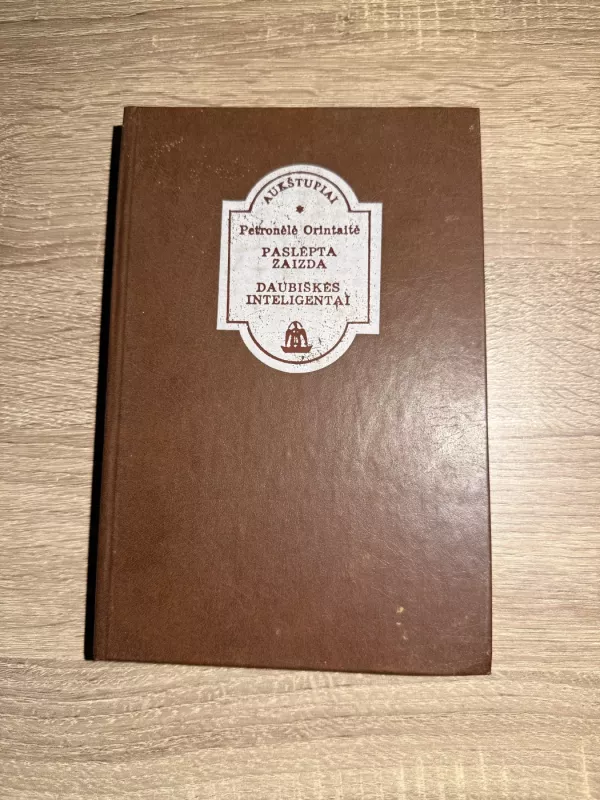 AUKŠTUPIAI
*
Petronėlė Orintaitė
PASLĖPTA
ŽAIZDA
DAUBIŠKĖS
INTELIGENTAI